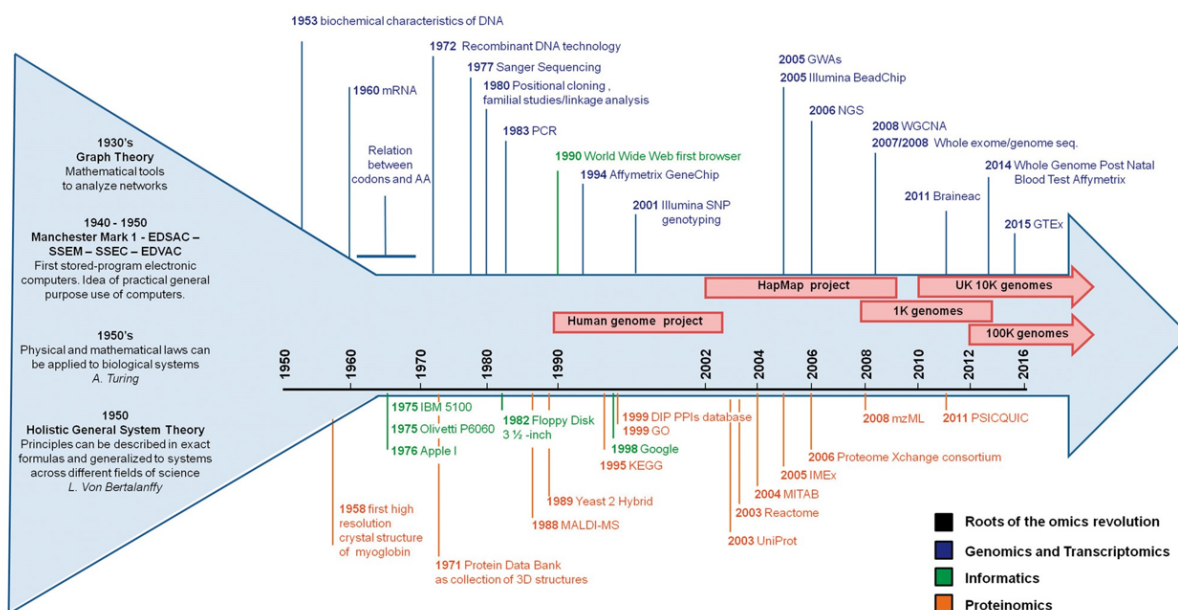 1953 biochemical characteristics of DNA
1972 Recombinant DNA technology
1977 Sanger Sequencing
1980 Positional cloning ,
familial studies/linkage analysis
1960 mRNA
1983 PCR
Relation
between
codons and AA
1990 World Wide Web first browser
1994 Affymetrix GeneChip
2001 Illumina SNP
genotyping
2005 GWAs
2005 Illumina BeadChip
2006 NGS
2008 WGCNA
2007/2008 Whole exome/genome seq.
2014 Whole Genome Post Natal
Blood Test Affymetrix
2011 Braineac
2015 GTEx
1930's
Graph Theory
Mathematical tools
to analyze networks
1940 - 1950
Manchester Mark 1 - EDSAC –
SSEM – SSEC – EDVAC
First stored-program electronic
computers. Idea of practical general
purpose use of computers.
1950's
Physical and mathematical laws can
be applied to biological systems
A. Turing
1950
Holistic General System Theory
Principles can be described in exact
formulas and generalized to systems
across different fields of science
L. Von Bertalanffy
HapMap project
UK 10K genomes
1K genomes
Human genome project
100K genomes
1950
1960
1970
1980
1990
2002
2004
2006
2008
2010
2012
2016
1975 IBM 5100
1975 Olivetti P6060
1976 Apple I
1982 Floppy Disk
3 ½ -inch
1999 DIP PPIs database
1999 GO
1998 Google
1995 KEGG
2008 mzML
2011 PSICQUIC
2006 Proteome Xchange consortium
2005 IMEx
2004 MITAB
2003 Reactome
2003 UniProt
1989 Yeast 2 Hybrid
1988 MALDI-MS
1958 first high
resolution
crystal structure
of myoglobin
1971 Protein Data Bank
as collection of 3D structures
Roots of the omics revolution
Genomics and Transcriptomics
Informatics
Proteinomics